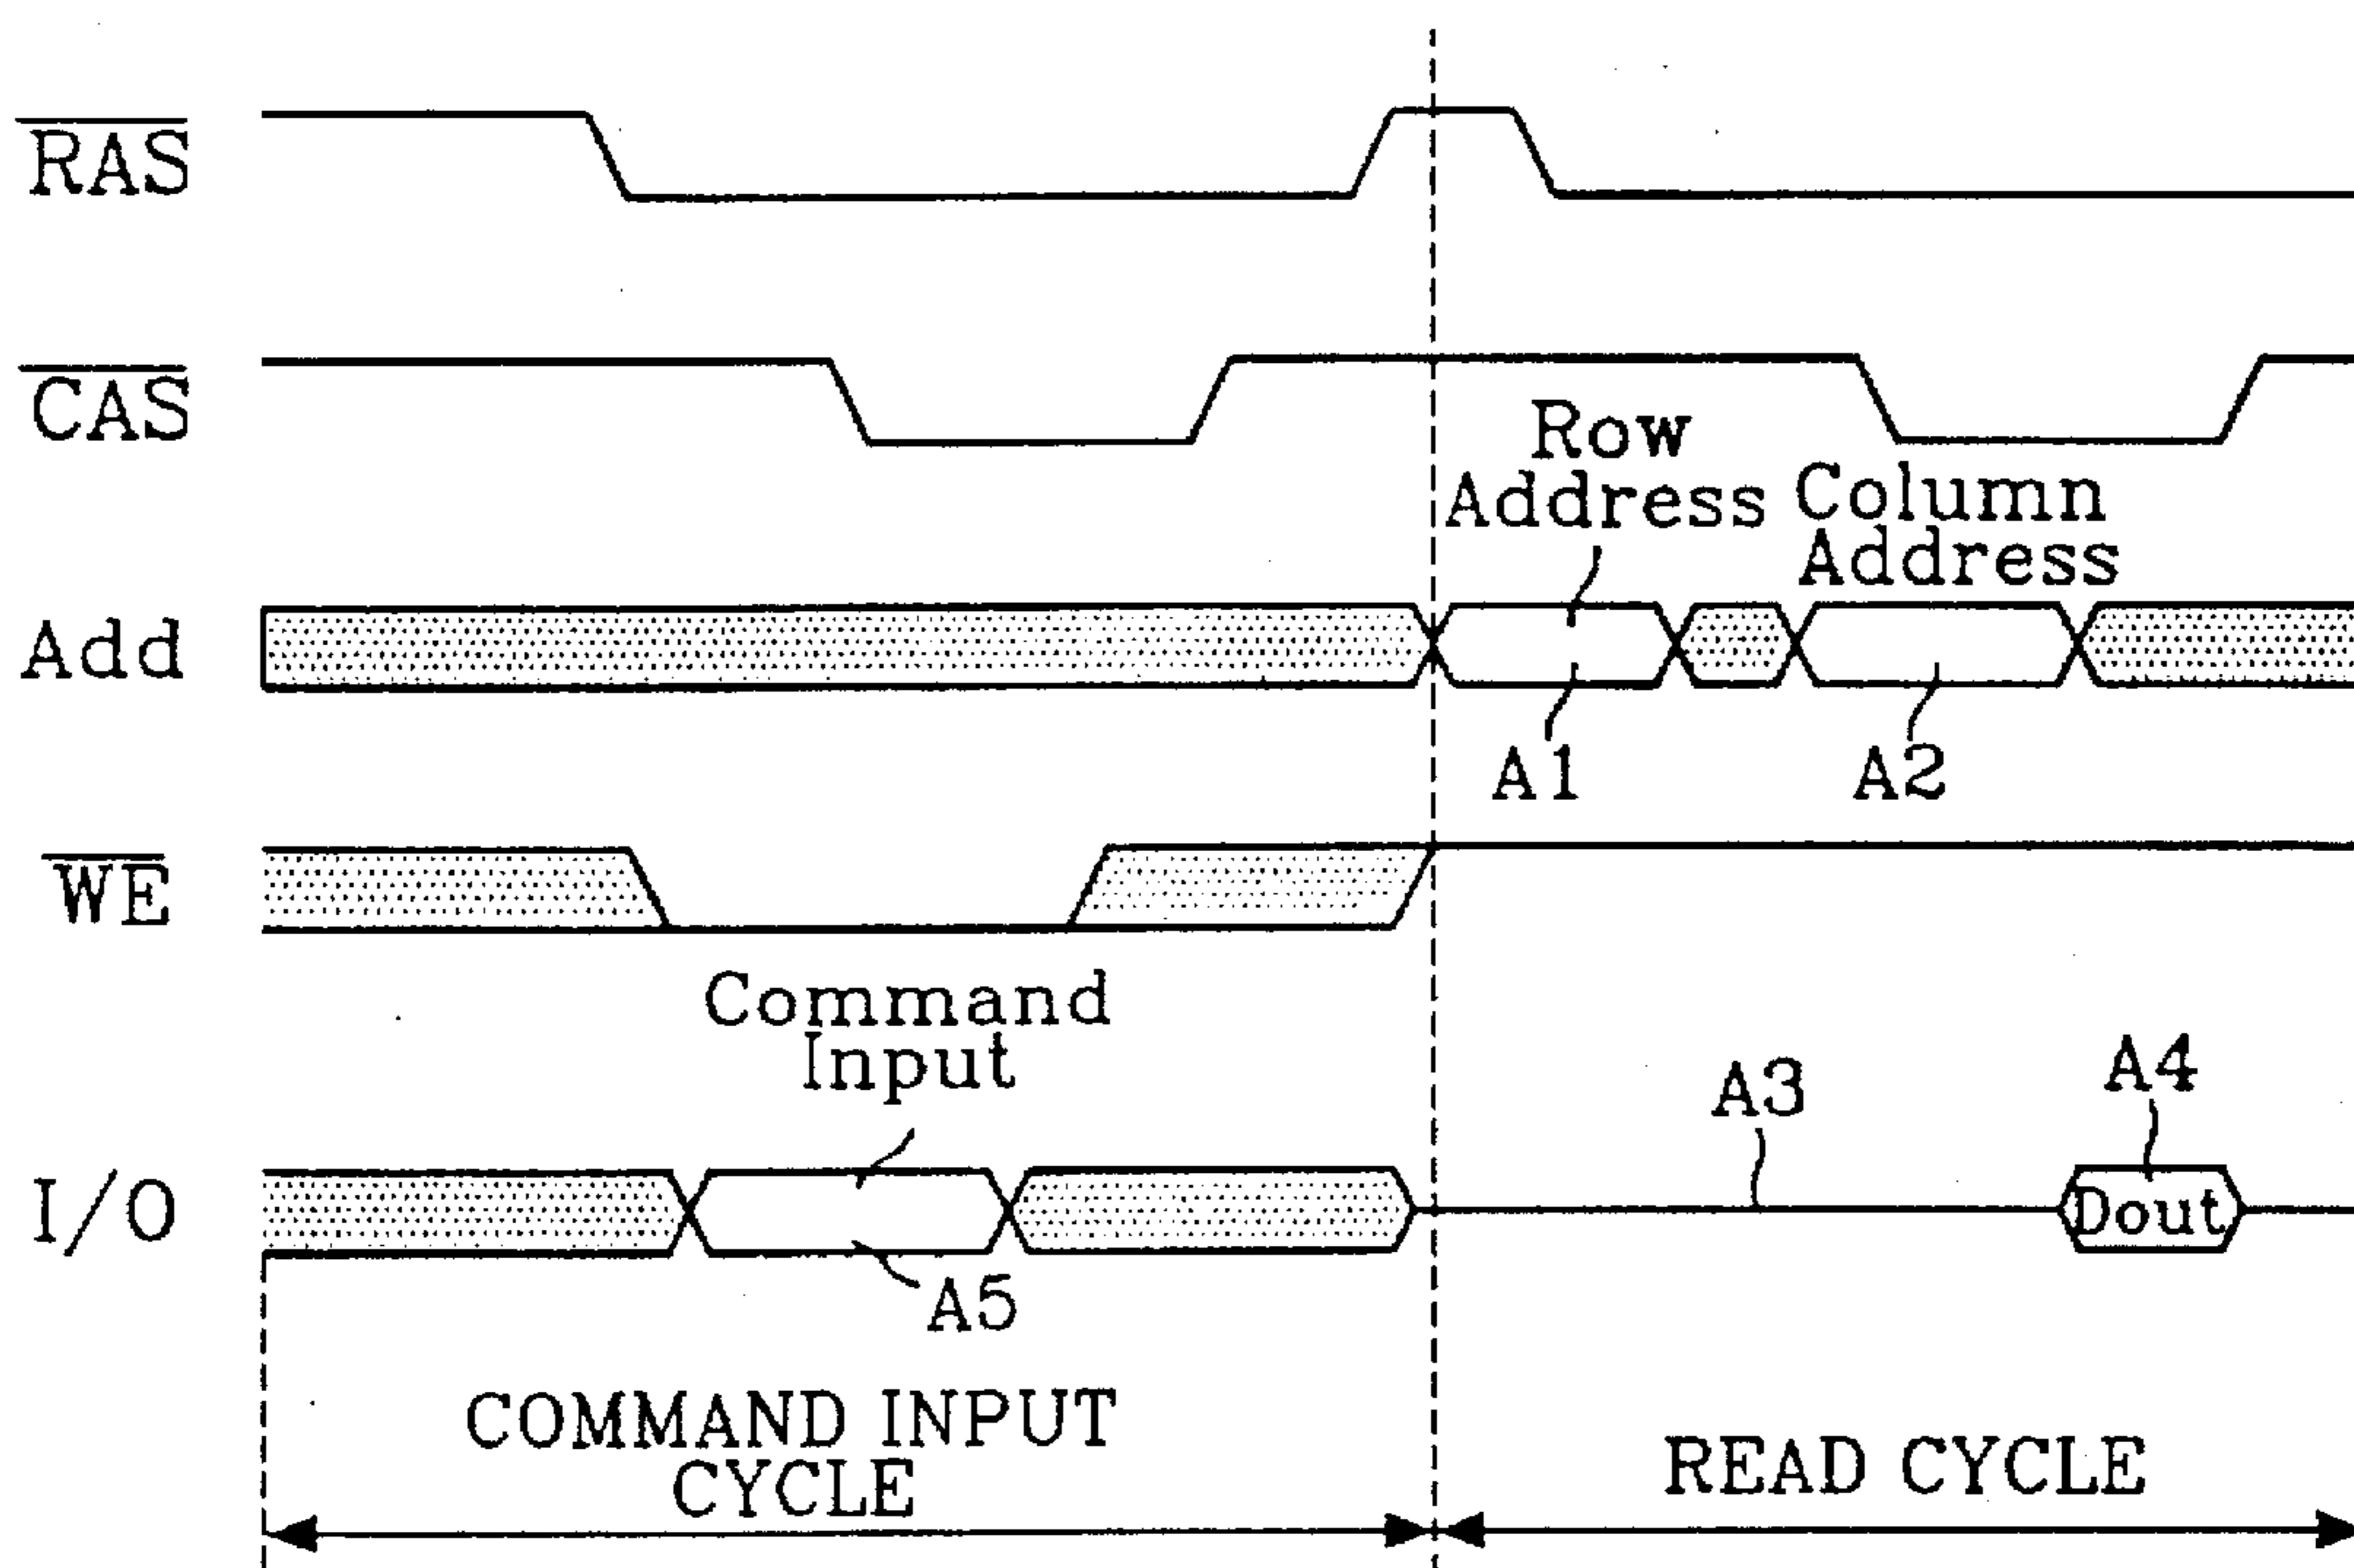 RAS
CAS
Row
Address
Column
Address
Add
A1
A2
WE
Command
Input
A3
A4
I/O
Dout
A5
COMMAND INPUT
CYCLE
READ CYCLE